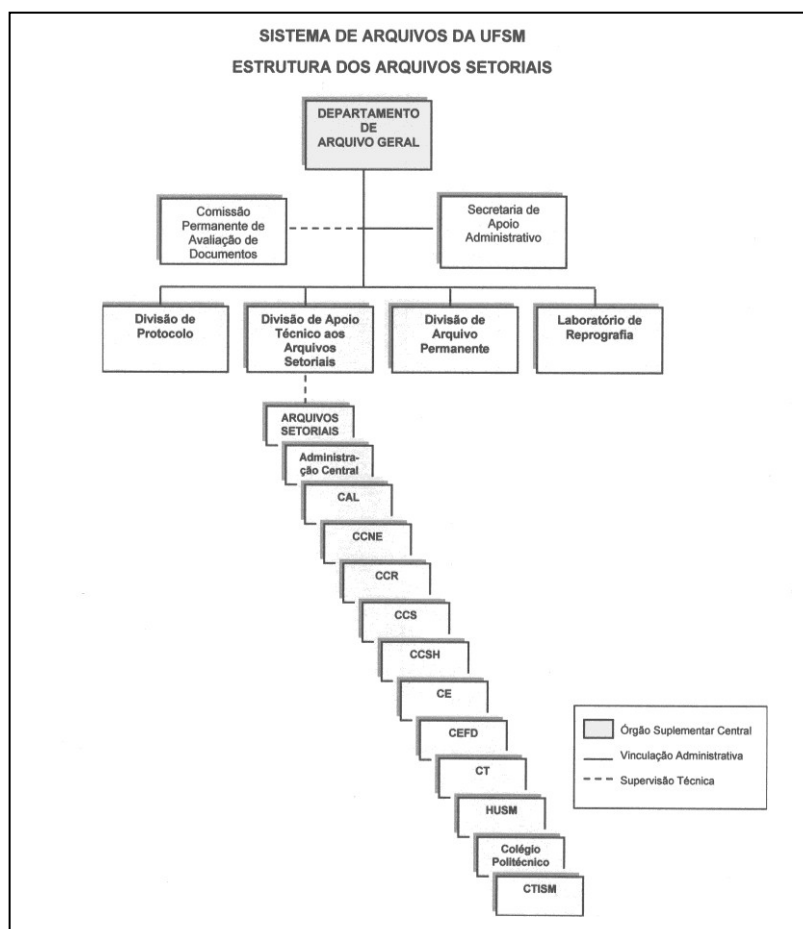 SISTEMA DE ARQUIVOS DA UFSM
ESTRUTURA DOS ARQUIVOS SETORIAIS
DEPARTAMENTO
DE
ARQUIVO GERAL
Comissão
Permanente de
Avaliação de
Documentos
Secretaria de
Apoio
Administrativo
Divisão de
Protocolo
Divisão de Apoio
Técnico aos
Arquivos
Setoriais
Divisão de
Arquivo
Permanente
Laboratório de
Reprografia
ARQUIVOS
SETORIAIS
Administra-
ção Central
CAL
CCNE
CCR
CCS
CCSH
CE
CEFD
CT
HUSM
Colégio
Politécnico
CTISM
Órgão Suplementar Central
Vinculação Administrativa
Supervisão Técnica